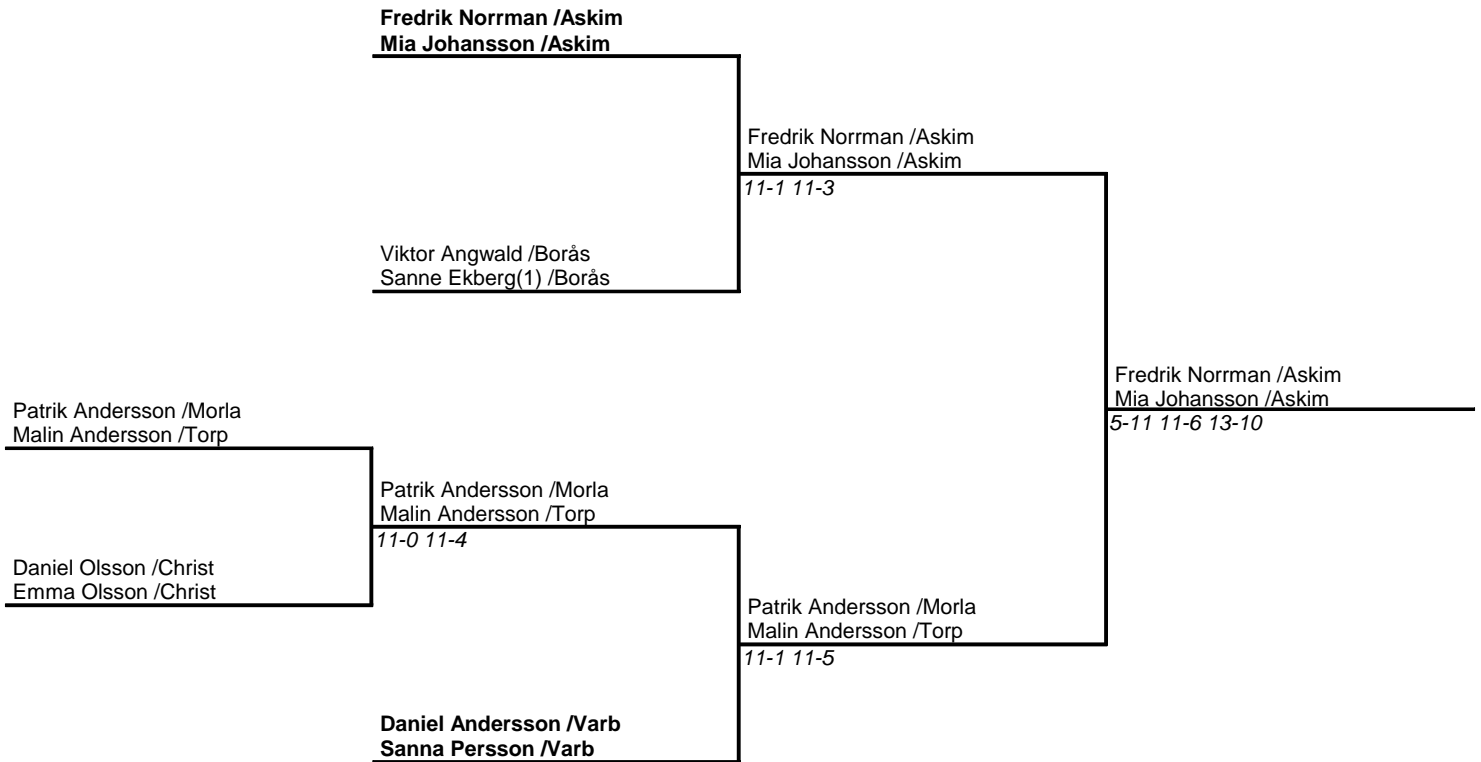 Fredrik Norrman /Askim
Mia Johansson /Askim
Fredrik Norrman /Askim
Mia Johansson /Askim
11-1 11-3
Viktor Angwald /Borås
Sanne Ekberg(1) /Borås
Fredrik Norrman /Askim
Mia Johansson /Askim
5-11 11-6 13-10
Patrik Andersson /Morla
Malin Andersson /Torp
Patrik Andersson /Morla
Malin Andersson /Torp
11-0 11-4
Daniel Olsson /Christ
Emma Olsson /Christ
Patrik Andersson /Morla
Malin Andersson /Torp
11-1 11-5
Daniel Andersson /Varb
Sanna Persson /Varb